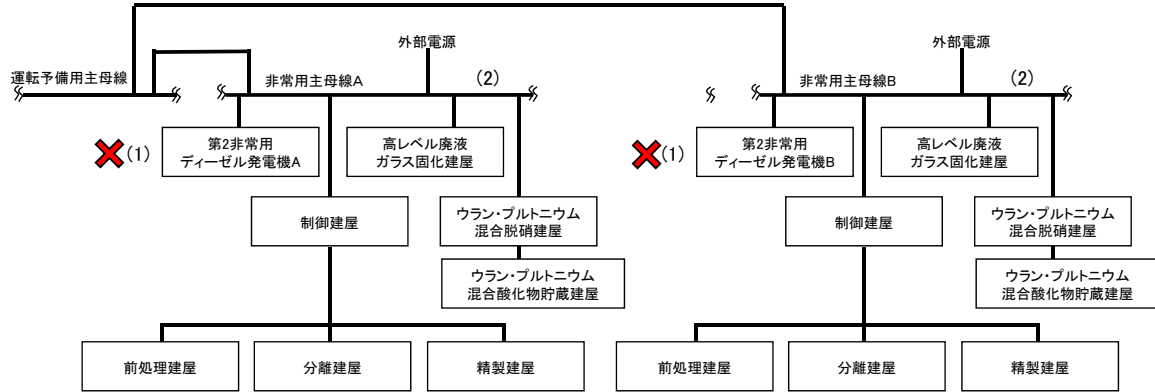 外部電源
外部電源
運転予備用主母線
非常用主母線A
(2)
非常用主母線B
(2)
(1)
第2非常用
ディーゼル発電機A
高レベル廃液
ガラス固化建屋
(1)
第2非常用
ディーゼル発電機B
高レベル廃液
ガラス固化建屋
制御建屋
ウラン・プルトニウム
混合脱硝建屋
制御建屋
ウラン・プルトニウム
混合脱硝建屋
ウラン・プルトニウム
混合酸化物貯蔵建屋
ウラン・プルトニウム
混合酸化物貯蔵建屋
前処理建屋
分離建屋
精製建屋
前処理建屋
分離建屋
精製建屋